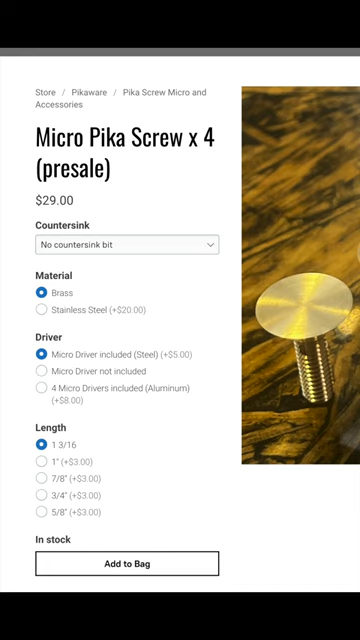 Store / Pikaware / Pika Screw Micro and
Accessories
Micro Pika Screw x 4
(presale)
$29.00
Countersink
No countersink bit
Material
Brass
Stainless Steel (+$20.00)
Driver
Micro Driver included (Steel) (+$5.00)
Micro Driver not included
4 Micro Drivers included (Aluminum)
(+$8.00)
Length
1 3/16
1" (+$3.00)
7/8" (+$3.00)
3/4" (+$3.00)
5/8" (+$3.00)
In stock
Add to Bag